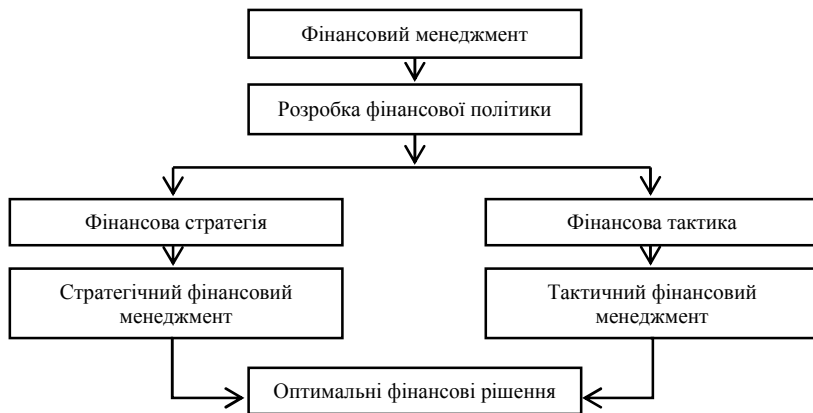 Фінансовий менеджмент
Розробка фінансової політики
Фінансова стратегія
Фінансова тактика
Стратегічний фінансовий
менеджмент
Тактичний фінансовий
менеджмент
Оптимальні фінансові рішення